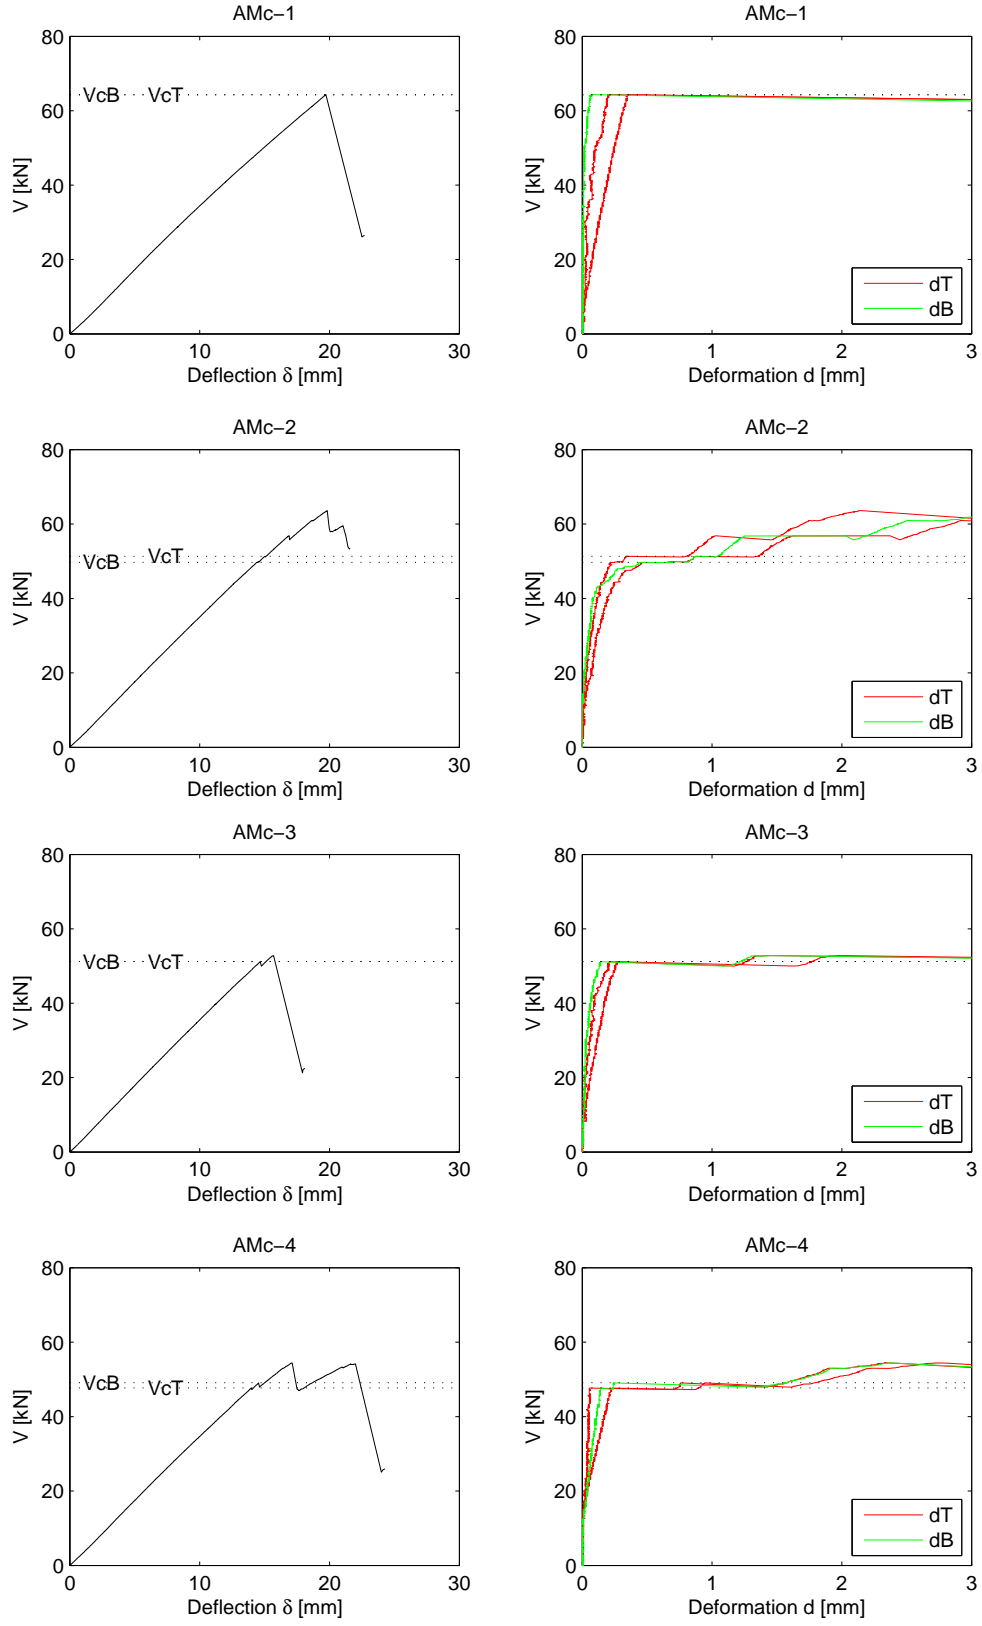 AMc−1
80
60
40
20
0
V [kN]
VcB VcT
0 10 20 30
Deflection δ [mm]
AMc−1
80
60
40
20
0
V [kN]
dT
dB
0 1 2 3
Deformation d [mm]
AMc−2
80
60
40
20
0
V [kN]
VcB VcT
0 10 20 30
Deflection δ [mm]
AMc−2
80
60
40
20
0
V [kN]
dT
dB
0 1 2 3
Deformation d [mm]
AMc−3
80
60
40
20
0
V [kN]
VcB VcT
0 10 20 30
Deflection δ [mm]
AMc−3
80
60
40
20
0
V [kN]
dT
dB
0 1 2 3
Deformation d [mm]
AMc−4
80
60
40
20
0
V [kN]
VcB VcT
0 10 20 30
Deflection δ [mm]
AMc−4
80
60
40
20
0
V [kN]
dT
dB
0 1 2 3
Deformation d [mm]